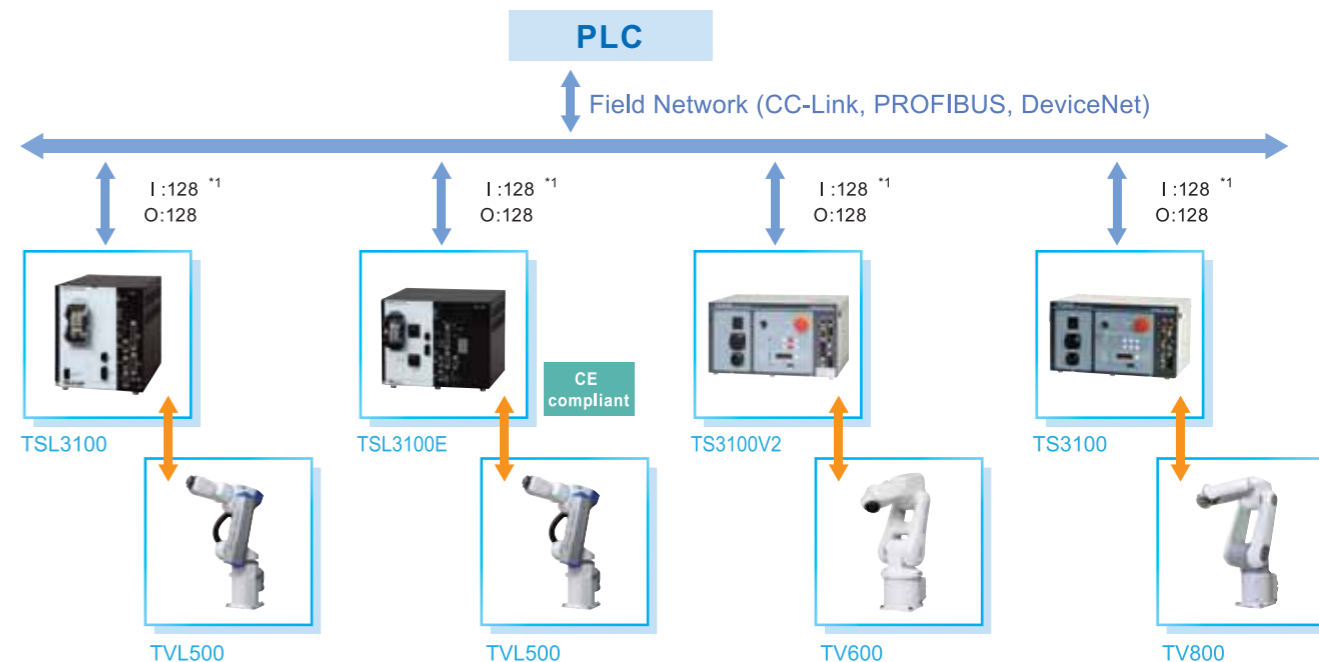 PLC
Field Network (CC-Link, PROFIBUS, DeviceNet)
I :128 *1
O:128
I :128 *1
O:128
I :128 *1
O:128
I :128 *1
O:128
CE
compliant
TSL3100
TSL3100E
TS3100V2
TS3100
TVL500
TVL500
TV600
TV800